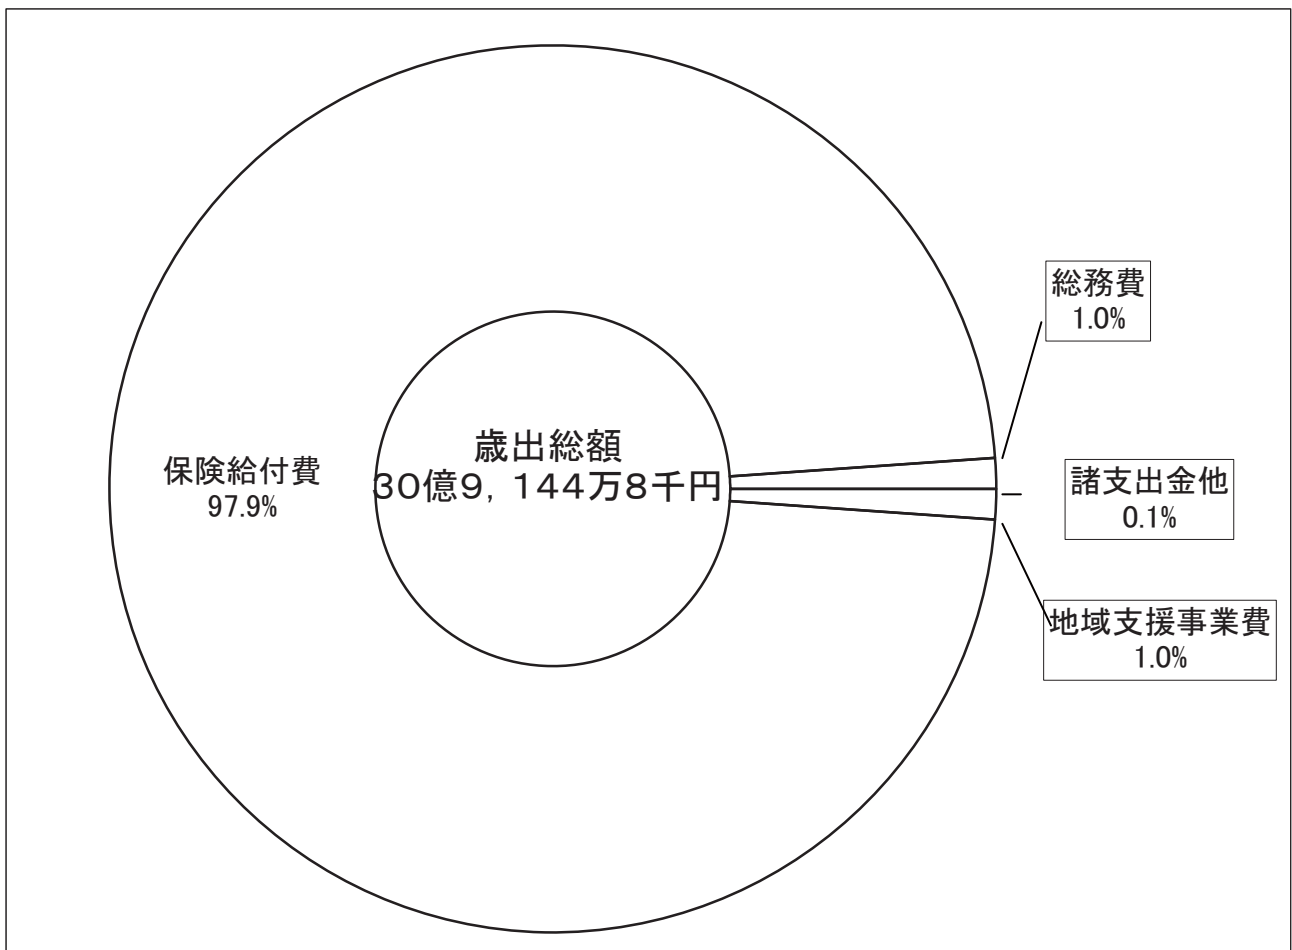 総務費
1.0%
歳出総額
30億9,144万8千円
保険給付費
97.9%
諸支出金他
0.1%
地域支援事業費
1.0%